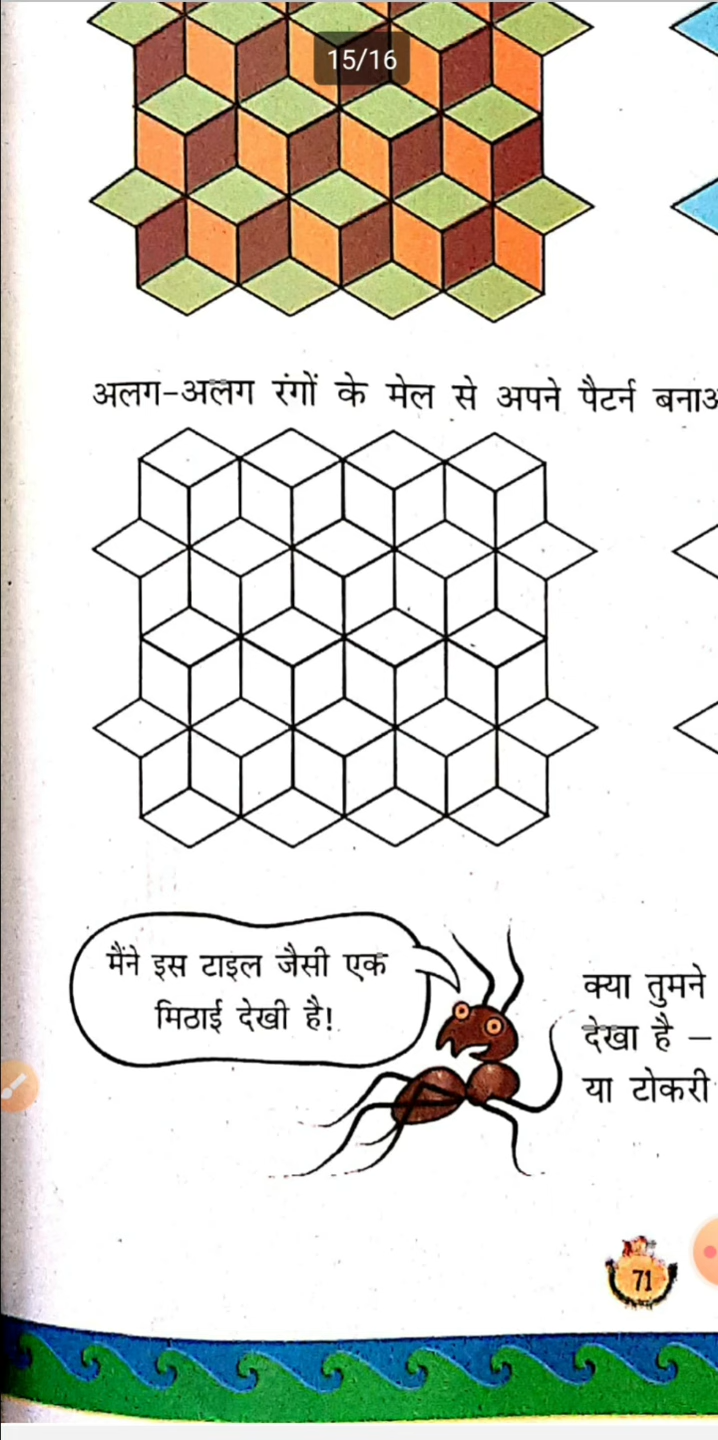 15/16
अलग-अलग रंगों के मेल से अपने पैटर्न
मैंने इस टाइल जैसी एक
मिठाई देखी है!
क्या तुमने
देखा है –
या टोकरी
71